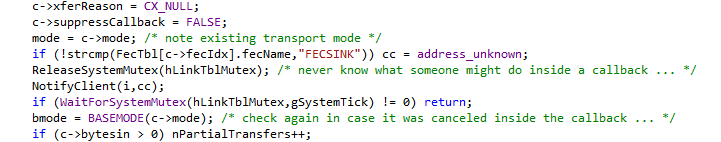 c->xferReason = CX_NULL;
c->suppressCallback = FALSE;
mode = c->mode; /* note existing transport mode */
if (!strcmp(FecTbl[c->fecIdx].fecName,"FECSINK")) cc = address_unknown;
ReleaseSystemMutex(hLinkTblMutex); /* never know what someone might do inside a callback ... */
NotifyClient(i,cc);
if (WaitForSystemMutex(hLinkTblMutex,gSystemTick) != 0) return;
bmode = BASEMODE(c->mode); /* check again in case it was canceled inside the callback ... */
if (c->bytesin > 0) nPartialTransfers++;